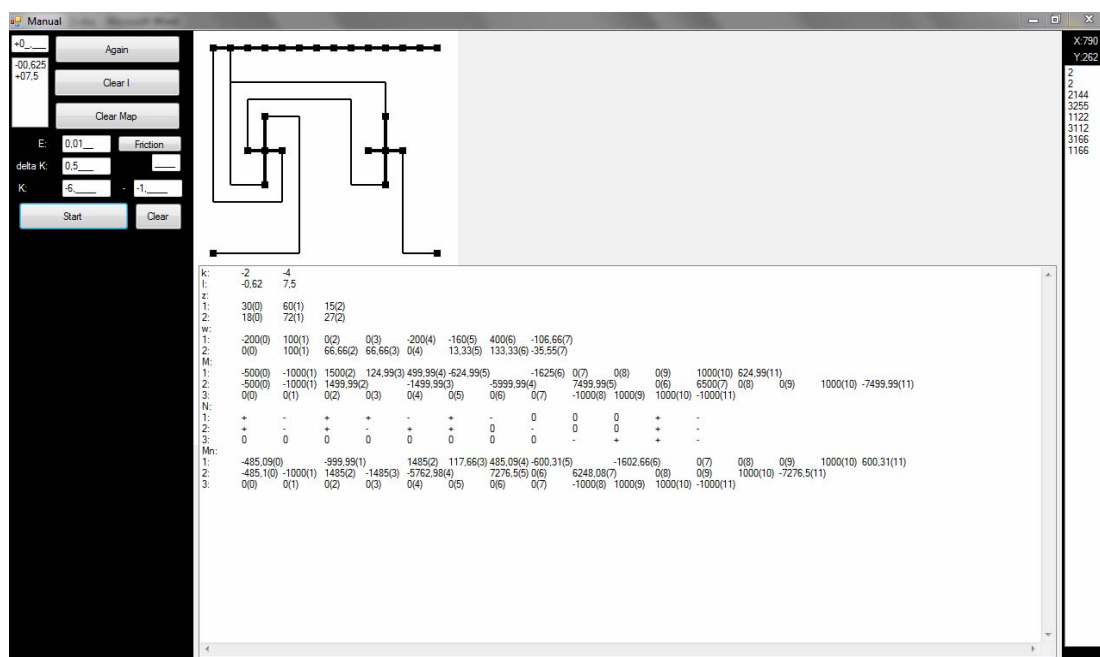 Manual
+0_,___
Again
-00,625
+07,5
Clear I
Clear Map
E: 0,01__ Friction
delta K: 0,5___
K: -6,____ - -1,____
Start Clear
X:790
Y:262
2
2
2144
3255
1122
3112
3166
1166
k: -2 -4
I: -0,62 7,5
z:
1: 30(0) 60(1) 15(2)
2: 18(0) 72(1) 27(2)
w:
1: -200(0) 100(1) 0(2) 0(3) -200(4) -160(5) 400(6) -106,66(7)
2: 0(0) 100(1) 66,66(2) 66,66(3) 0(4) 13,33(5) 133,33(6) -35,55(7)
M:
1: -500(0) -1000(1) 1500(2) 124,99(3) 499,99(4) -624,99(5) -1625(6) 0(7) 0(8) 0(9) 1000(10) 624,99(11)
2: -500(0) -1000(1) 1499,99(2) -1499,99(3) -5999,99(4) 7499,99(5) 0(6) 6500(7) 0(8) 0(9) 1000(10) -7499,99(11)
3: 0(0) 0(1) 0(2) 0(3) 0(4) 0(5) 0(6) 0(7) -1000(8) 1000(9) 1000(10) -1000(11)
N:
1: + - + + - + - 0 0 0 + -
2: + - + - + + 0 - 0 0 + -
3: 0 0 0 0 0 0 0 0 - + + -
Mn:
1: -485,09(0) -999,99(1) 1485(2) 117,66(3) 485,09(4) -600,31(5) -1602,66(6) 0(7) 0(8) 0(9) 1000(10) 600,31(11)
2: -485,1(0) -1000(1) 1485(2) -1485(3) -5762,98(4) 7276,5(5) 0(6) 6248,08(7) 0(8) 0(9) 1000(10) -7276,5(11)
3: 0(0) 0(1) 0(2) 0(3) 0(4) 0(5) 0(6) 0(7) -1000(8) 1000(9) 1000(10) -1000(11)